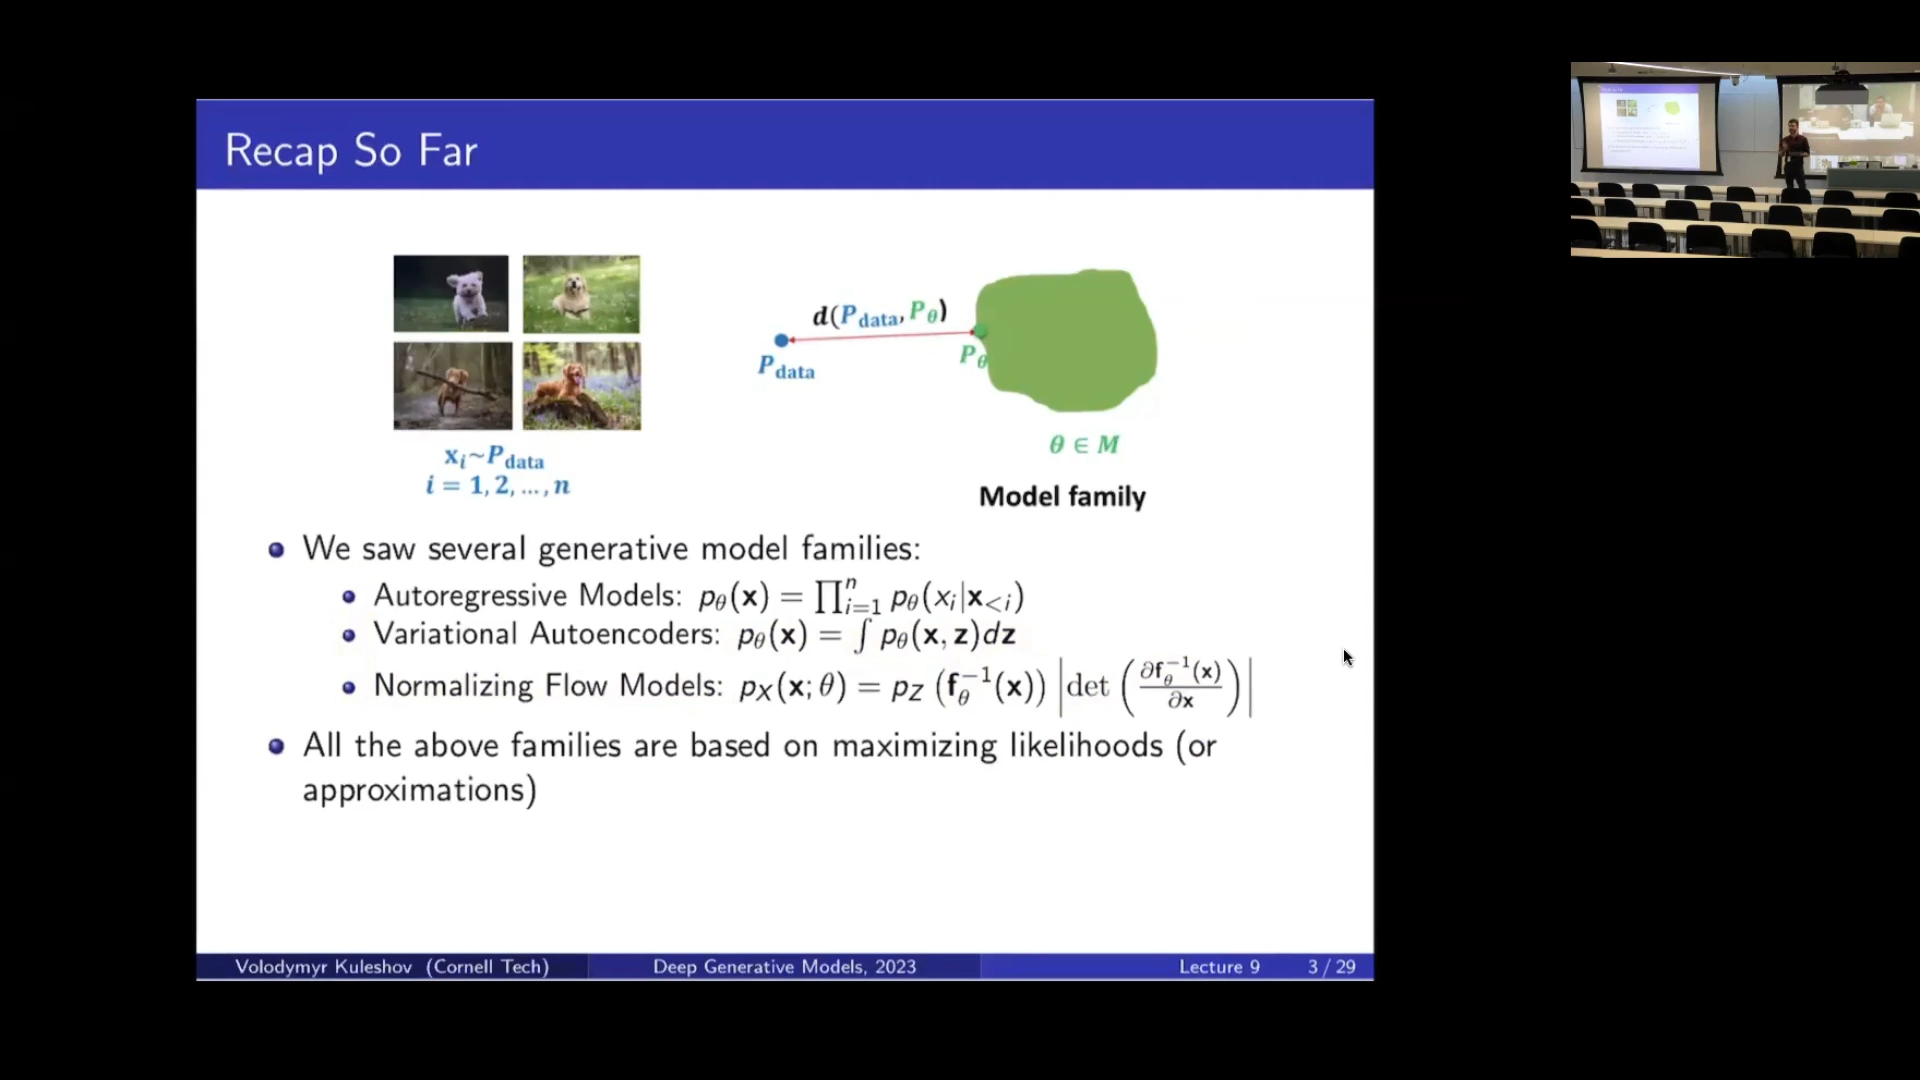 Recap So Far
d(P_data, P_θ)
P_data
P_θ
x_i~P_data
i = 1, 2, ..., n
θ ∈ M
Model family
We saw several generative model families:
Autoregressive Models: p_θ(x) = ∏_{i=1}^n p_θ(x_i|x_{<i})
Variational Autoencoders: p_θ(x) = ∫ p_θ(x, z)dz
Normalizing Flow Models: p_X(x; θ) = p_Z (f_θ^{-1}(x)) |det (∂f_θ^{-1}(x)/∂x)|
All the above families are based on maximizing likelihoods (or
approximations)
Volodymyr Kuleshov (Cornell Tech) Deep Generative Models, 2023 Lecture 9 3 / 29